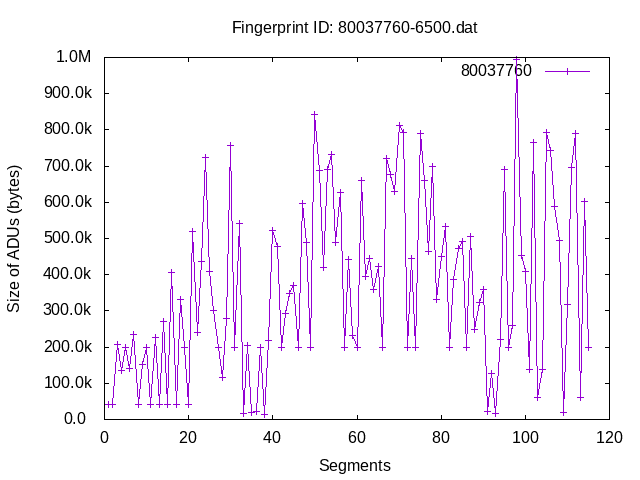 Fingerprint ID: 80037760-6500.dat
80037760
Size of ADUs (bytes)
1.0M
900.0k
800.0k
700.0k
600.0k
500.0k
400.0k
300.0k
200.0k
100.0k
0.0
0 20 40 60 80 100 120
Segments